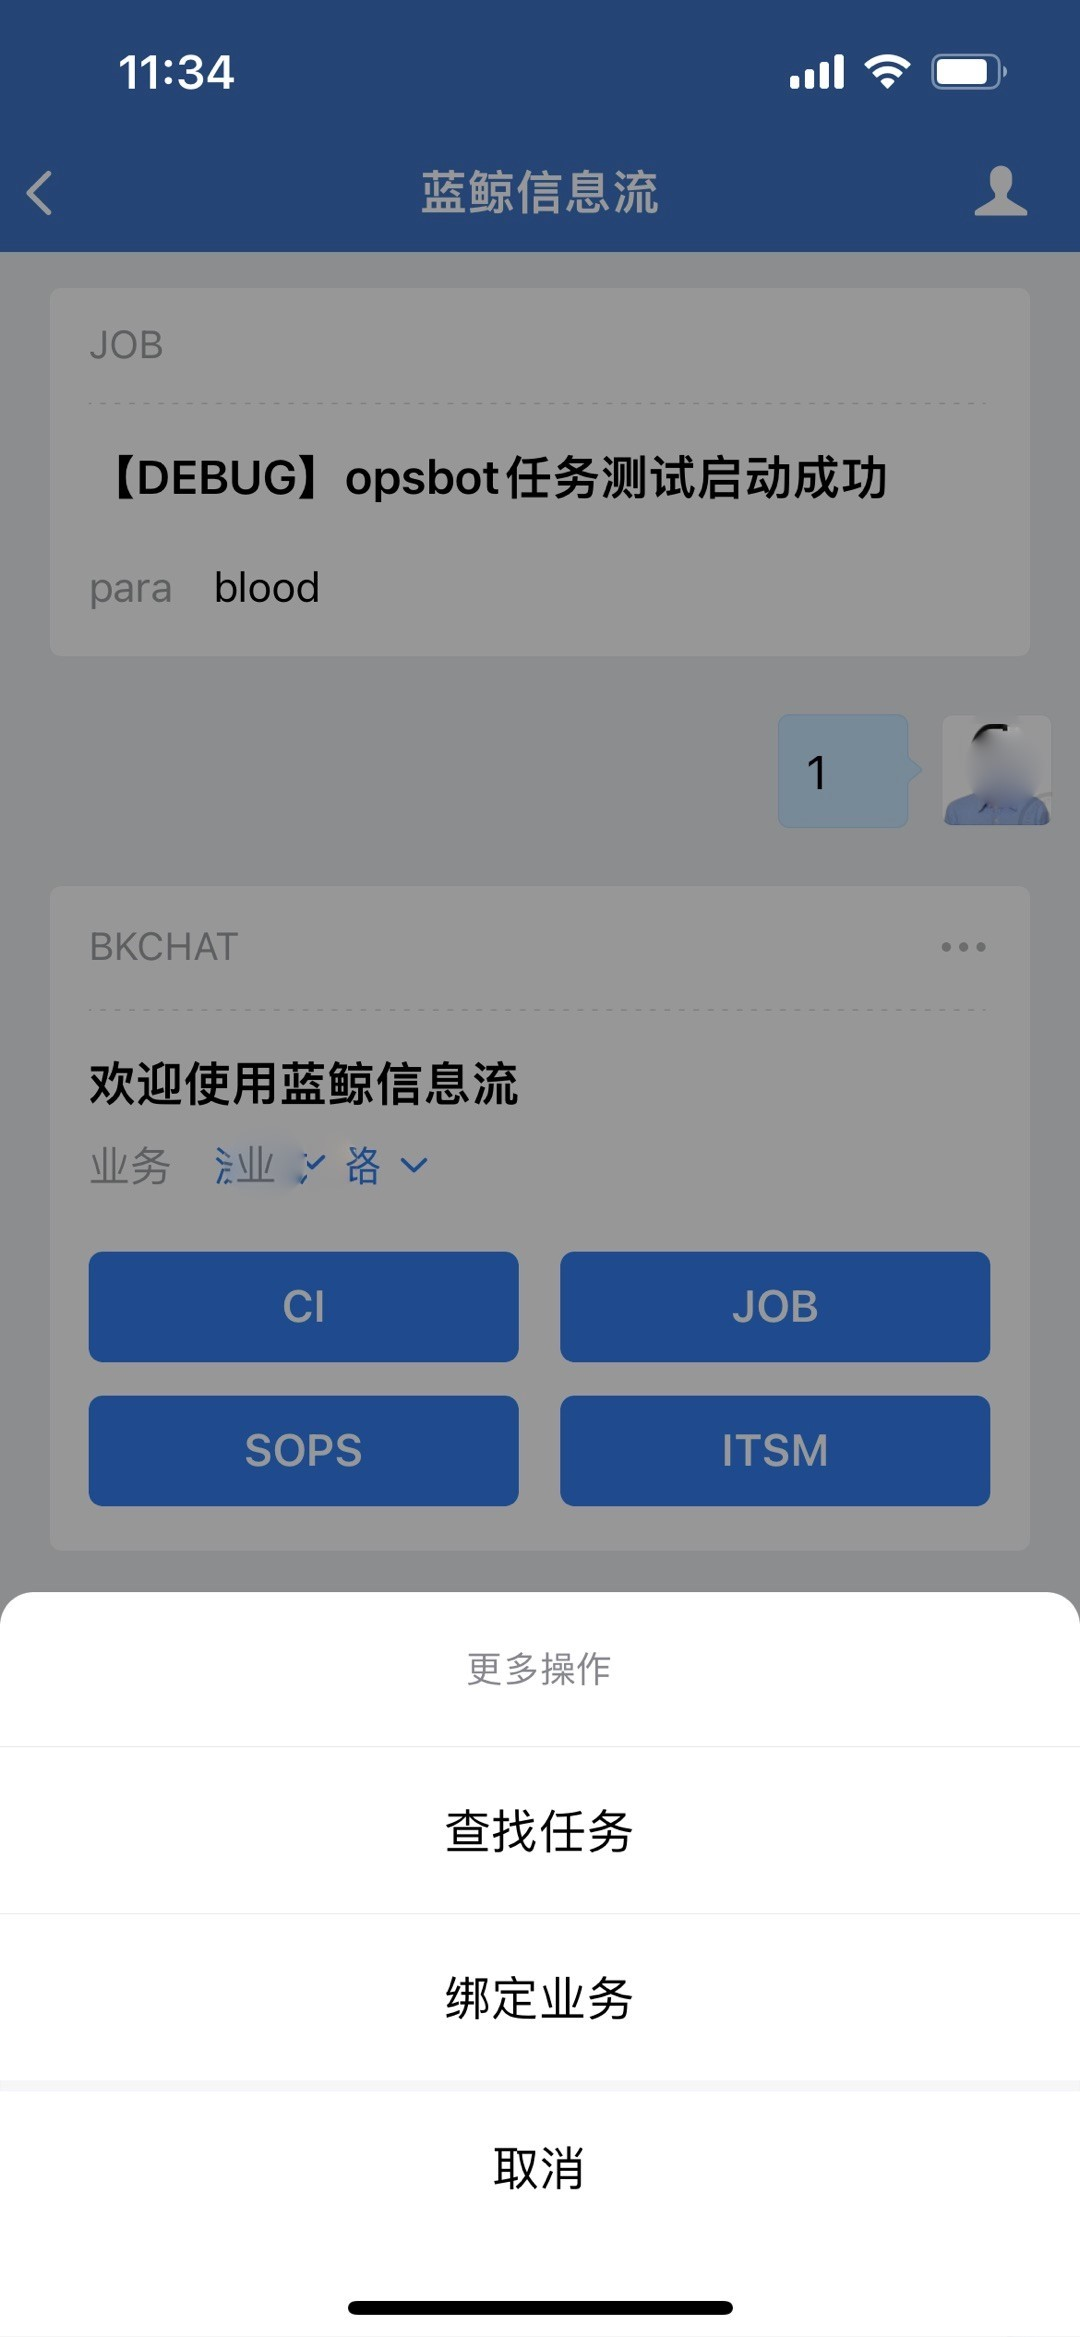 11:34
蓝鲸信息流
JOB
【DEBUG】opsbot任务测试启动成功
para blood
1
BKCHAT
欢迎使用蓝鲸信息流
业务
CI JOB
SOPS ITSM
更多操作
查找任务
绑定业务
取消